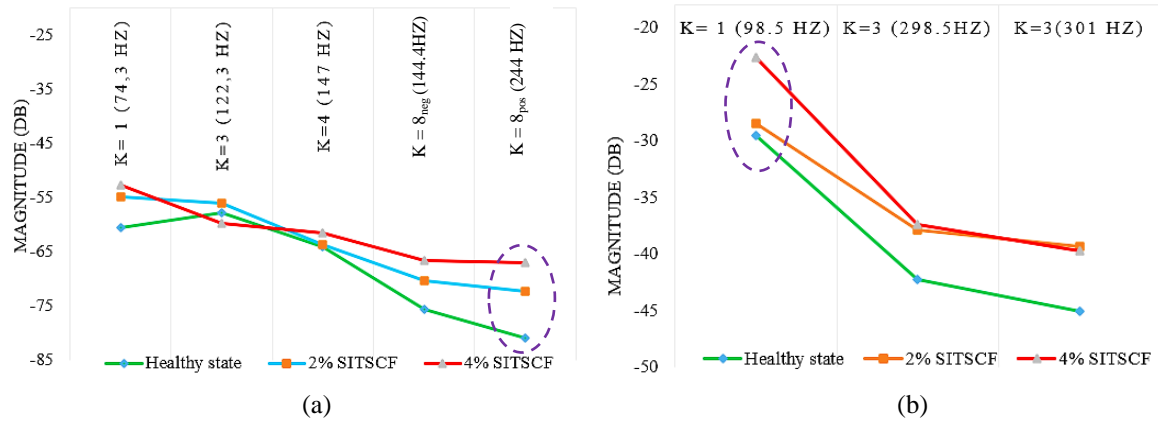 -25
-35
-45
-55
-65
-75
-85
MAGNITUDE (DB)
K= 1 (74,3 HZ)
K=3 (122,3 HZ)
K=4 (147 HZ)
K = 8neg (144.4HZ)
K = 8pos (244 HZ)
Healthy state
2% SITSCF
4% SITSCF
(a)
-20
-25
-30
-35
-40
-45
-50
MAGNITUDE (DB)
K= 1 (98.5 HZ)
K=3 (298.5HZ)
K=3(301 HZ)
Healthy state
2% SITSCF
4% SITSCF
(b)